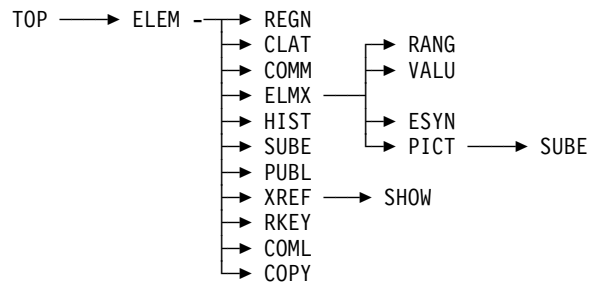 TOP ELEM - REGN
CLAT RANG
COMM VALU
ELMX
HIST ESYN
SUBE PICT SUBE
PUBL
XREF SHOW
RKEY
COML
COPY